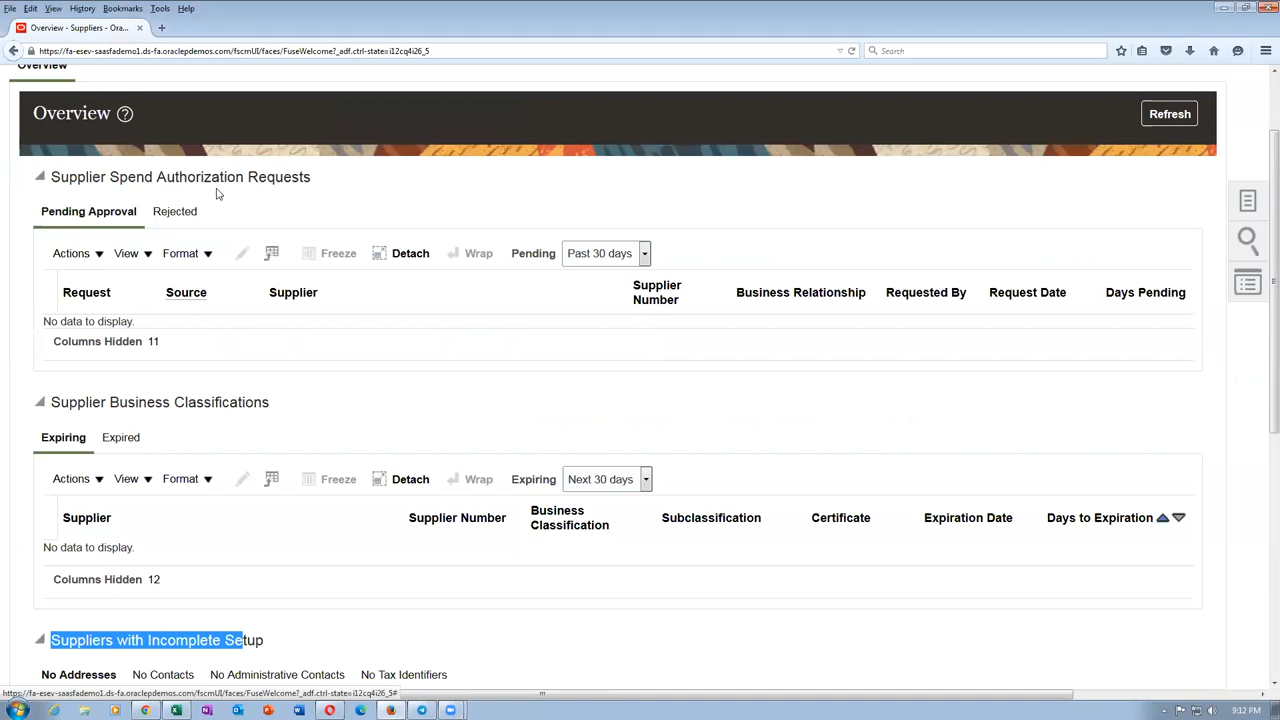 File Edit View History Bookmarks Tools Help
Overview - Suppliers - Ora...
https://fa-esev-saasfademo1.ds-fa.oraclepdemos.com/fscmUI/faces/FuseWelcome?_adf.ctrl-state=i12cq4i26_5
Search
Overview
Overview
Refresh
Supplier Spend Authorization Requests
Pending Approval Rejected
Actions View Format Freeze Detach Wrap Pending Past 30 days
Request Source Supplier Supplier Number Business Relationship Requested By Request Date Days Pending
No data to display.
Columns Hidden 11
Supplier Business Classifications
Expiring Expired
Actions View Format Freeze Detach Wrap Expiring Next 30 days
Supplier Supplier Number Business Classification Subclassification Certificate Expiration Date Days to Expiration
No data to display.
Columns Hidden 12
Suppliers with Incomplete Setup
No Addresses No Contacts No Administrative Contacts No Tax Identifiers
https://fa-esev-saasfademo1.ds-fa.oraclepdemos.com/fscmUI/faces/FuseWelcome?_adf.ctrl-state=i12cq4i26_5#
9:12 PM